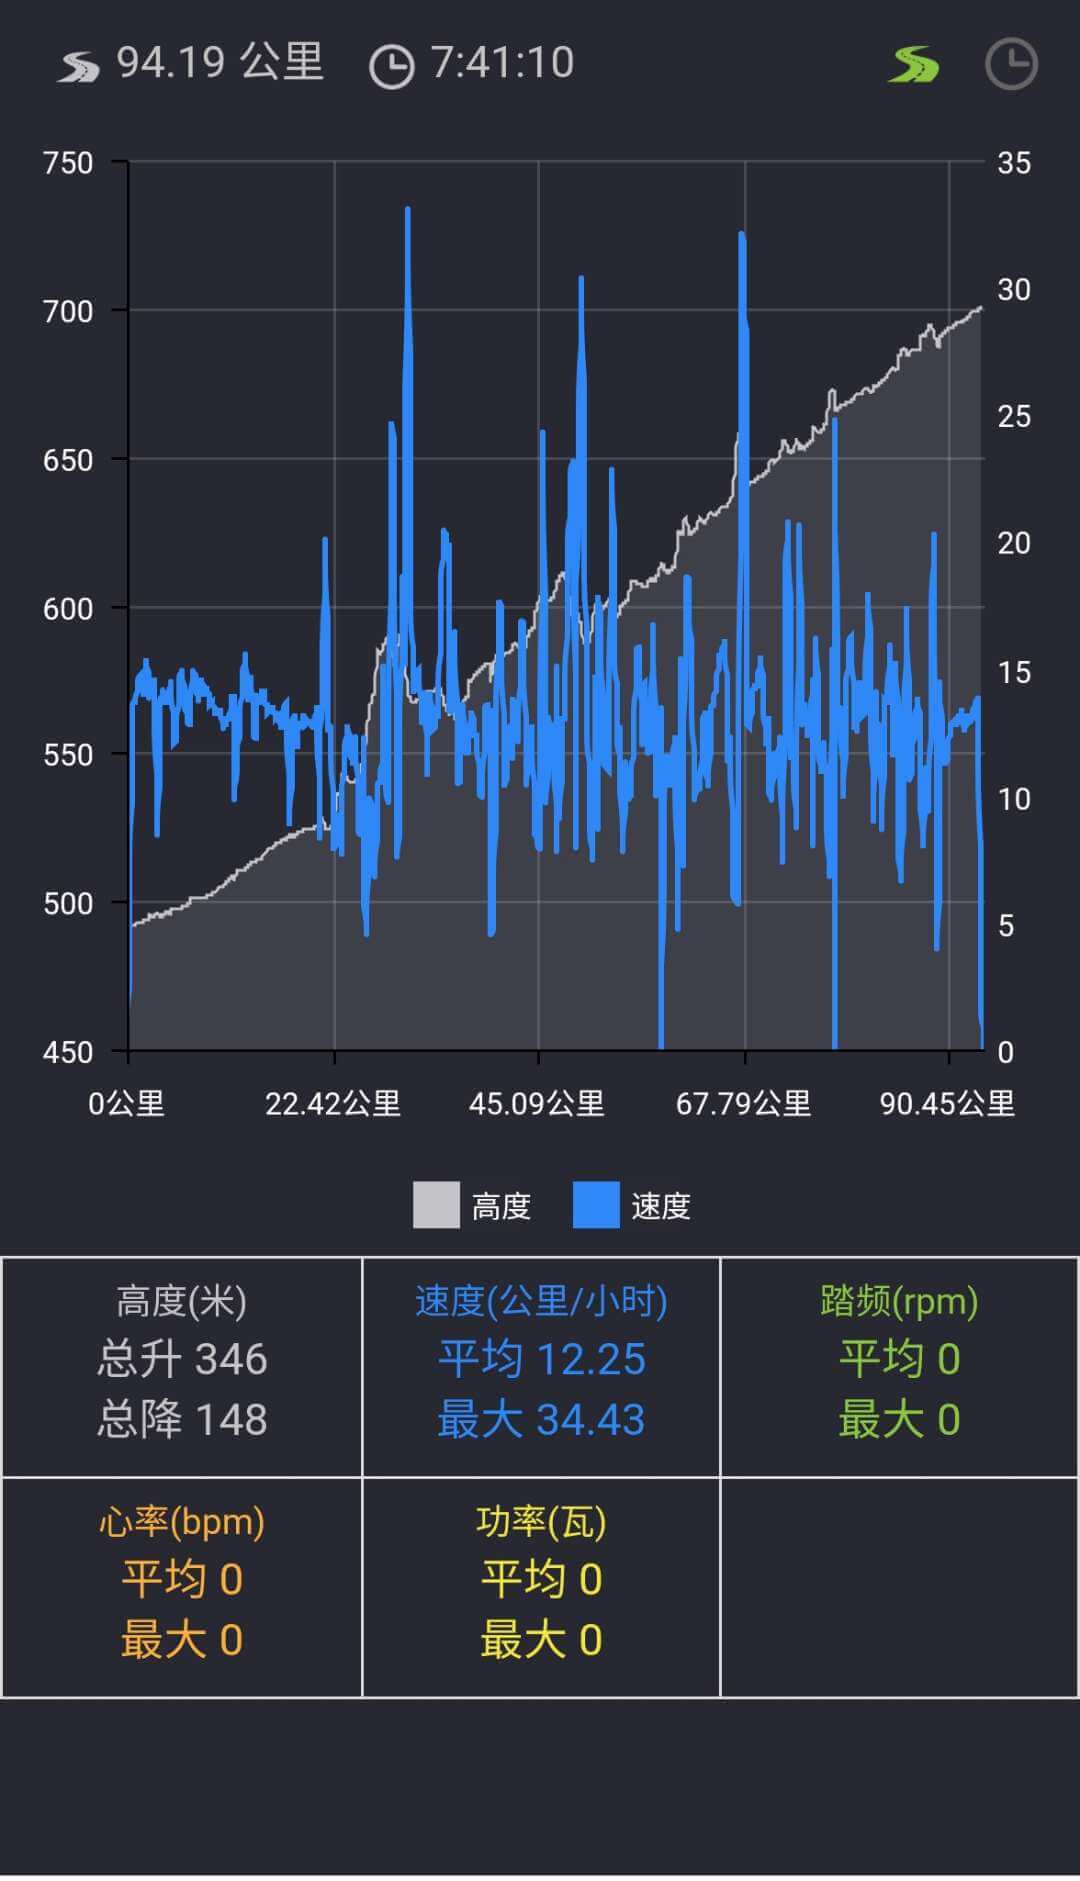 94.19 公里 7:41:10
750 35
30
700
25
650
20
600
15
550
10
500
5
450 0
0公里 22.42公里 45.09公里 67.79公里 90.45公里
高度 速度
高度(米) 速度(公里/小时) 踏频(rpm)
总升 346 平均 12.25 平均 0
总降 148 最大 34.43 最大 0
心率(bpm) 功率(瓦)
平均 0 平均 0
最大 0 最大 0